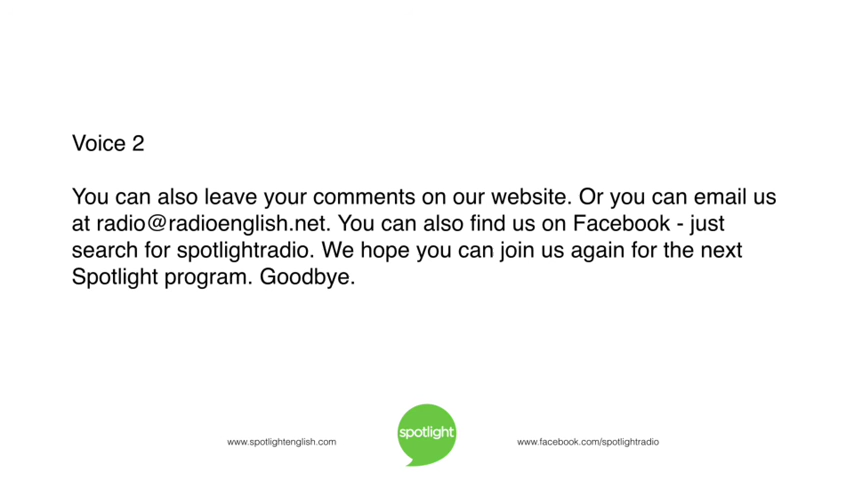 Voice 2
You can also leave your comments on our website. Or you can email us
at radio@radioenglish.net. You can also find us on Facebook - just
search for spotlightradio. We hope you can join us again for the next
Spotlight program. Goodbye.
www.spotlightenglish.com
spotlight
www.facebook.com/spotlightradio